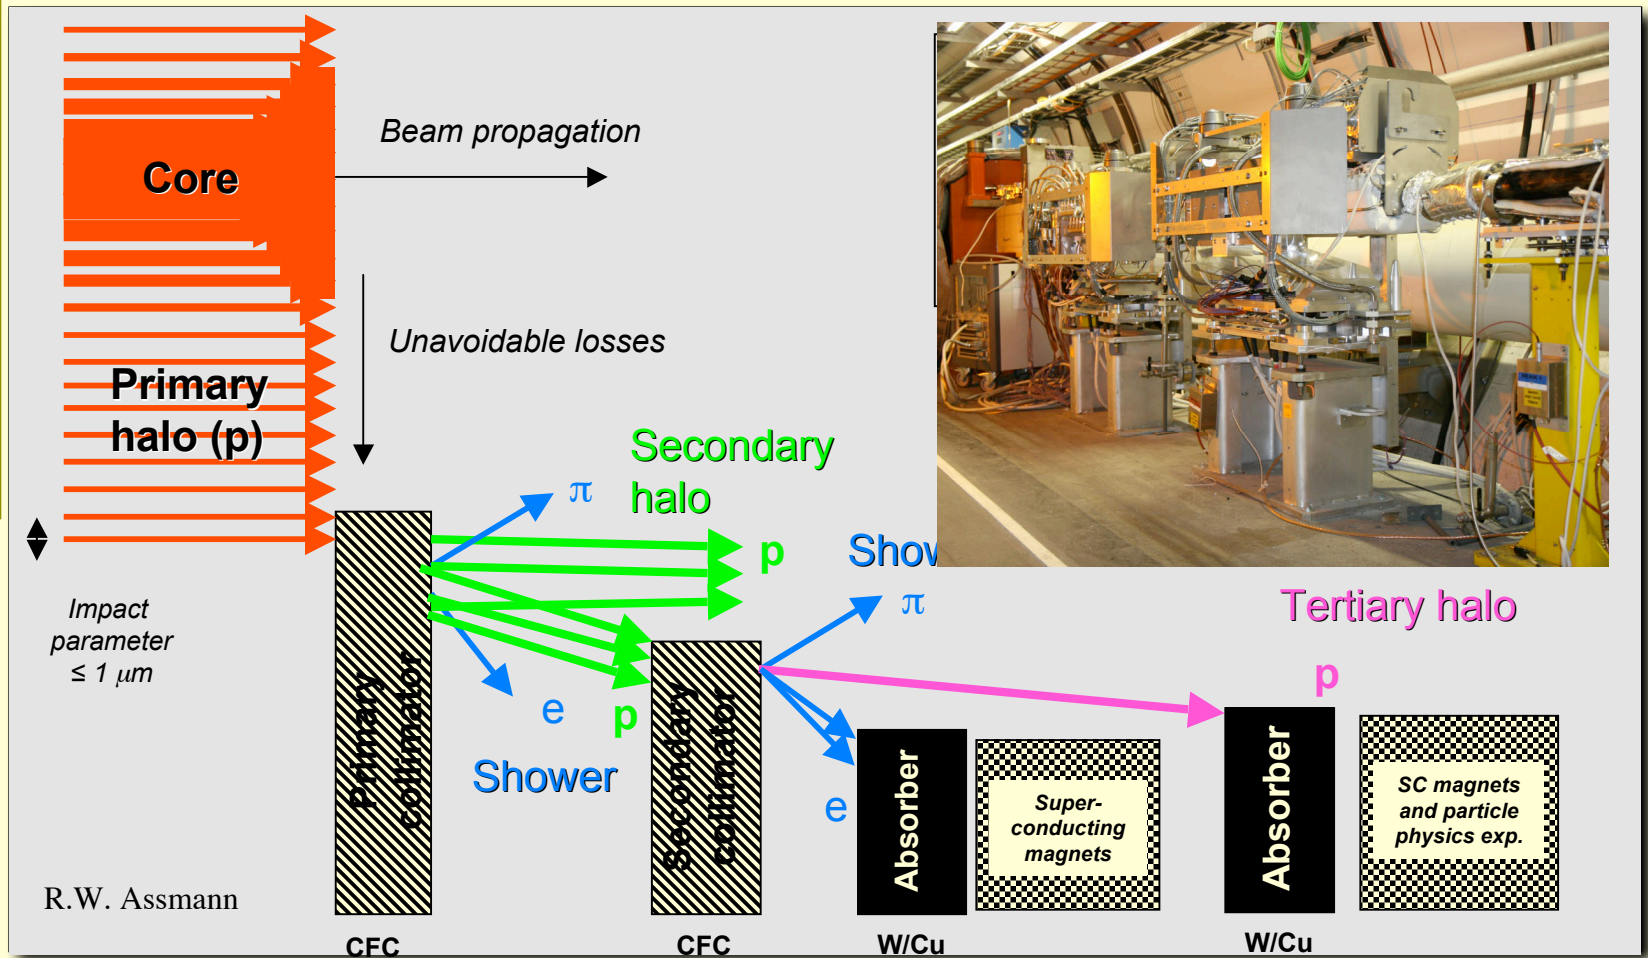 Core
Beam propagation
Unavoidable losses
Primary
halo (p)
Secondary
halo
π
p
Impact
parameter
≤ 1 μm
e
p
Shower
π
Tertiary halo
p
e
Primary
collimator
Secondary
collimator
Absorber
Super-
conducting
magnets
Absorber
SC magnets
and particle
physics exp.
R.W. Assmann
CFC
CFC
W/Cu
W/Cu